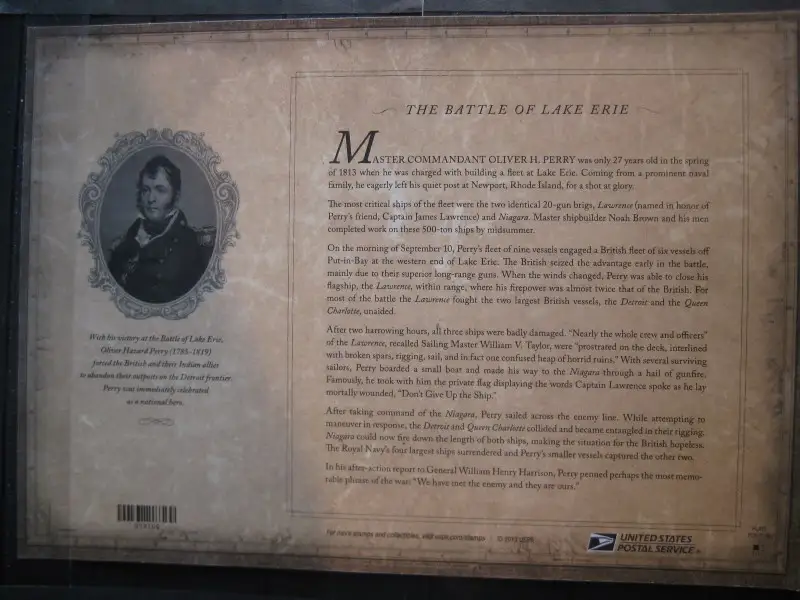 With his victory at the Battle of Lake Erie,
Oliver Hazard Perry (1785–1819)
forced the British and their Indian allies
to abandon their outposts on the Detroit frontier.
Perry was immediately celebrated
as a national hero.
THE BATTLE OF LAKE ERIE
MASTER COMMANDANT OLIVER H. PERRY was only 27 years old in the spring
of 1813 when he was charged with building a fleet at Lake Erie. Coming from a prominent naval
family, he eagerly left his quiet post at Newport, Rhode Island, for a shot at glory.
The most critical ships of the fleet were the two identical 20-gun brigs, Lawrence (named in honor of
Perry's friend, Captain James Lawrence) and Niagara. Master shipbuilder Noah Brown and his men
completed work on these 500-ton ships by midsummer.
On the morning of September 10, Perry's fleet of nine vessels engaged a British fleet of six vessels off
Put-in-Bay at the western end of Lake Erie. The British seized the advantage early in the battle,
mainly due to their superior long-range guns. When the winds changed, Perry was able to close his
flagship, the Lawrence, within range, where his firepower was almost twice that of the British. For
most of the battle the Lawrence fought the two largest British vessels, the Detroit and the Queen
Charlotte, unaided.
After two harrowing hours, all three ships were badly damaged. "Nearly the whole crew and officers"
of the Lawrence, recalled Sailing Master William V. Taylor, were "prostrated on the deck, interlined
with broken spars, rigging, sail, and in fact one confused heap of horrid ruins." With several surviving
sailors, Perry boarded a small boat and made his way to the Niagara through a hail of gunfire.
Famously, he took with him the private flag displaying the words Captain Lawrence spoke as he lay
mortally wounded, "Don't Give Up the Ship."
After taking command of the Niagara, Perry sailed across the enemy line. While attempting to
maneuver in response, the Detroit and Queen Charlotte collided and became entangled in their rigging.
Niagara could now fire down the length of both ships, making the situation for the British hopeless.
The Royal Navy's four largest ships surrendered and Perry's smaller vessels captured the other two.
In his after-action report to General William Henry Harrison, Perry penned perhaps the most memo-
rable phrase of the war: "We have met the enemy and they are ours."
For more stamps and collectibles, visit usps.com/stamps © 2013 USPS
UNITED STATES
POSTAL SERVICE